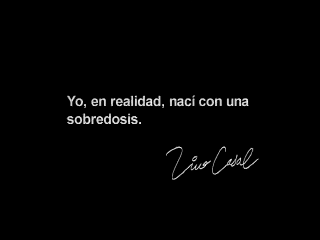 Yo, en realidad, nací con una
sobredosis.
Tino Casal